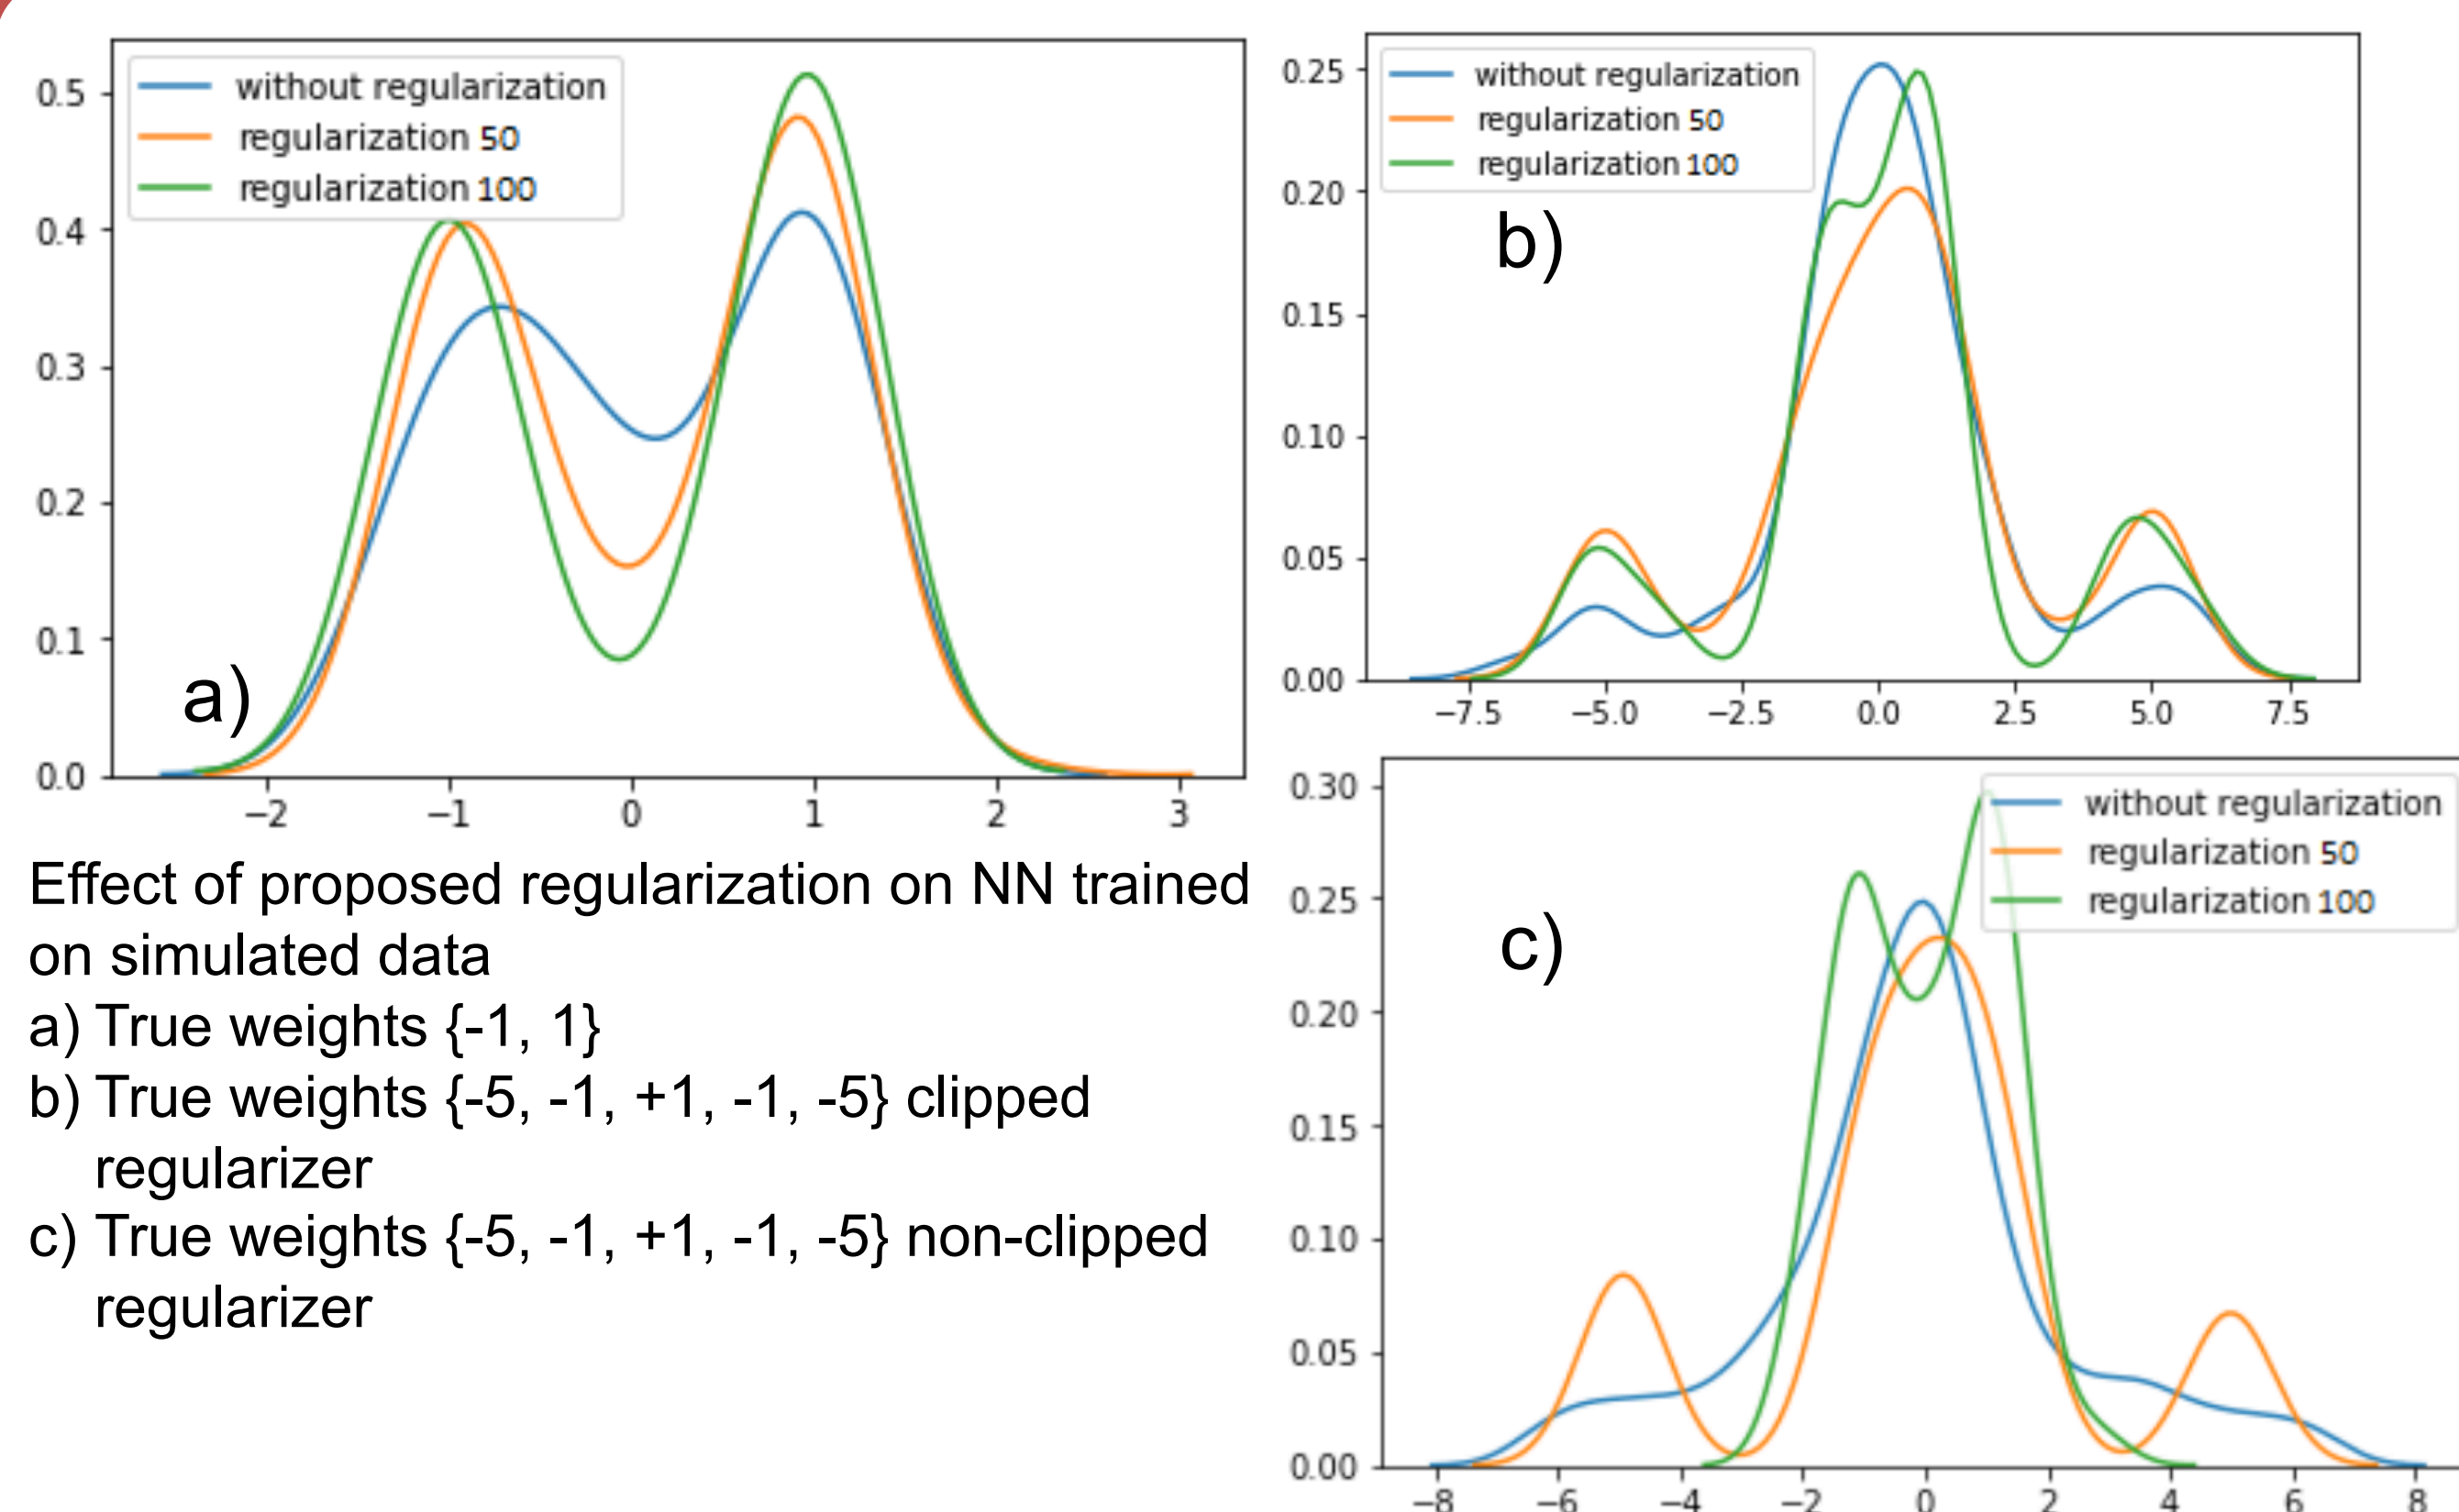 without regularization
regularization 50
regularization 100
0.5
0.4
0.3
0.2
0.1
0.0
a)
−2 −1 0 1 2 3
without regularization
regularization 50
regularization 100
0.25
0.20
0.15
0.10
0.05
0.00
b)
−7.5 −5.0 −2.5 0.0 2.5 5.0 7.5
Effect of proposed regularization on NN trained
on simulated data
a) True weights {-1, 1}
b) True weights {-5, -1, +1, -1, -5} clipped
regularizer
c) True weights {-5, -1, +1, -1, -5} non-clipped
regularizer
without regularization
regularization 50
regularization 100
0.30
0.25
0.20
0.15
0.10
0.05
0.00
c)
−8 −6 −4 −2 0 2 4 6 8